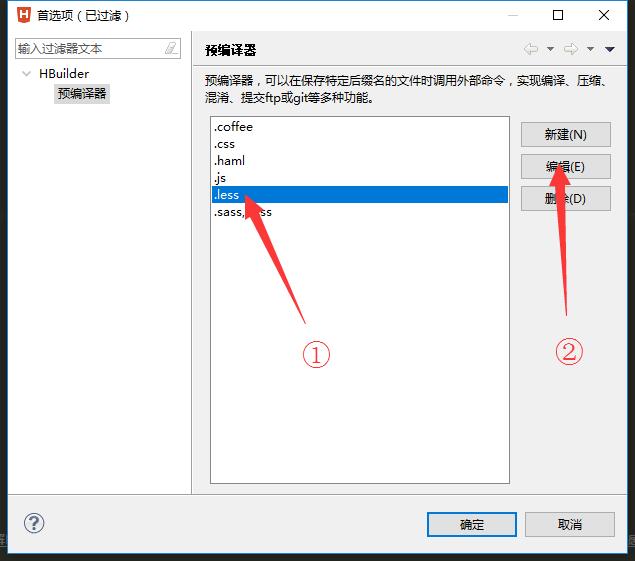 首选项（已过滤）
输入过滤器文本
HBuilder
预编译器
预编译器
预编译器，可以在保存特定后缀名的文件时调用外部命令，实现编译、压缩、
混淆、提交ftp或git等多种功能。
.coffee
.css
.haml
.js
.less
.sass,
新建(N)
编辑(E)
删除(D)
①
②
确定
取消